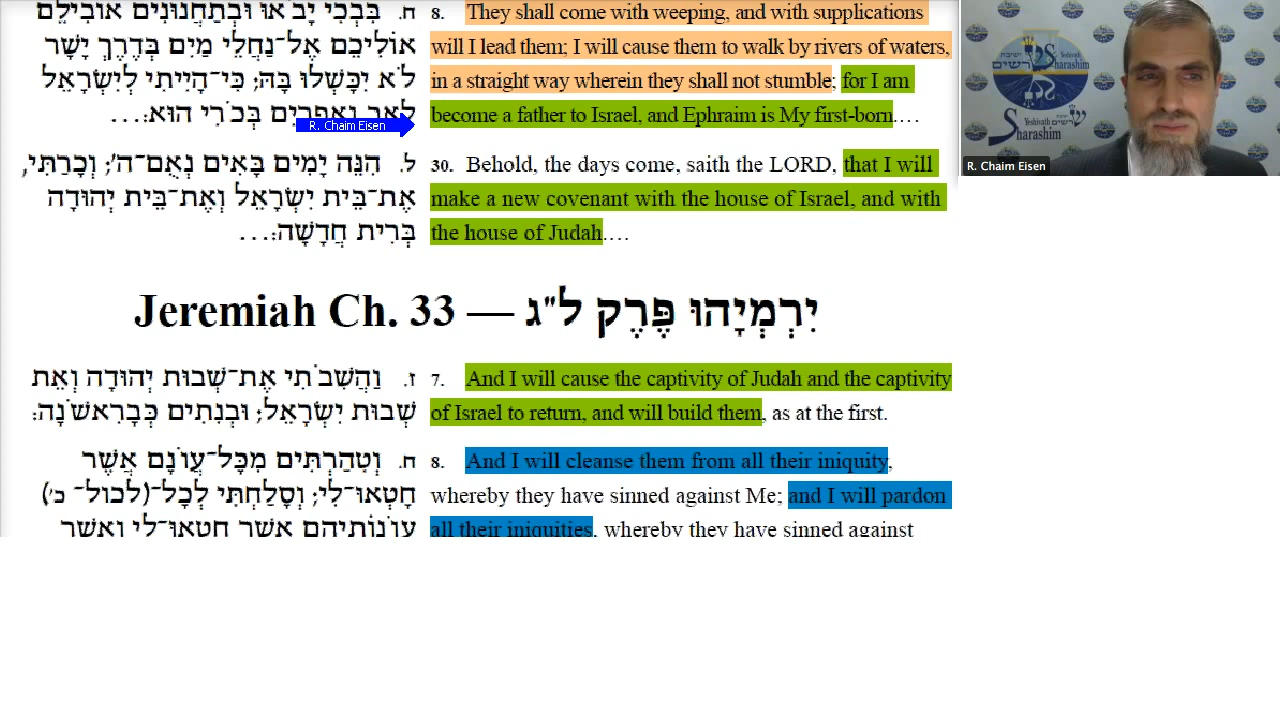 ח. בִּבְכִי יָבֹאוּ וּבְתַחֲנוּנִים אוֹבִילֵם
אוֹלִיכֵם אֶל־נַחֲלֵי מַיִם בְּדֶרֶךְ יָשָׁר
לֹא יִכָּשְׁלוּ בָּהּ; כִּי־הָיִיתִי לְיִשְׂרָאֵל
לְאָב וְאֶפְרַיִם בְּכֹרִי הוּא:...
R. Chaim Eisen
8. They shall come with weeping, and with supplications
will I lead them; I will cause them to walk by rivers of waters,
in a straight way wherein they shall not stumble; for I am
become a father to Israel, and Ephraim is My first-born....
ל. הִנֵּה יָמִים בָּאִים נְאֻם־ה'; וְכָרַתִּי,
אֶת־בֵּית יִשְׂרָאֵל וְאֶת־בֵּית יְהוּדָה
בְּרִית חֲדָשָׁה:...
30. Behold, the days come, saith the LORD, that I will
make a new covenant with the house of Israel, and with
the house of Judah....
Jeremiah Ch. 33 — יִרְמְיָהוּ פֶּרֶק ל"ג
ז. וַהֲשִׁבֹתִי אֶת־שְׁבוּת יְהוּדָה וְאֵת
שְׁבוּת יִשְׂרָאֵל; וּבְנִתִים כְּבָרִאשֹׁנָה:
7. And I will cause the captivity of Judah and the captivity
of Israel to return, and will build them, as at the first.
ח. וְטִהַרְתִּים מִכָּל־עֲוֹנָם אֲשֶׁר
חָטְאוּ־לִי; וְסָלַחְתִּי לְכָל־(לכול־ כ')
עֲוֹנוֹתֵיהֶם אֲשֶׁר חָטְאוּ־לִי וַאֲשֶׁר
8. And I will cleanse them from all their iniquity,
whereby they have sinned against Me; and I will pardon
all their iniquities, whereby they have sinned against
ישיבת
שרשים
Yeshivath
Sharashim
Yeshivath שרשים
Sharashim
R. Chaim Eisen